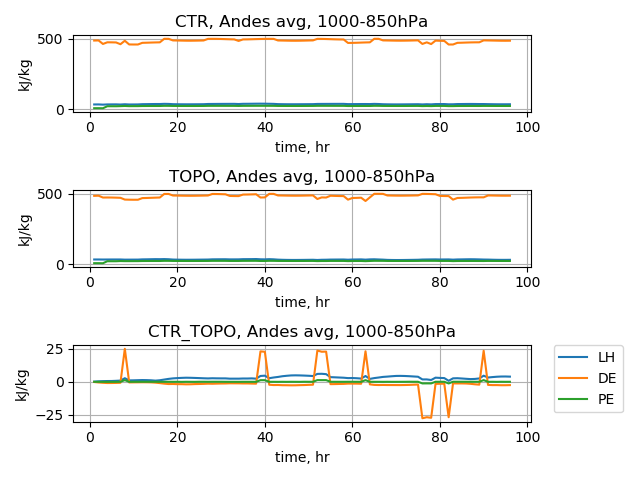 CTR, Andes avg, 1000-850hPa
500
0
kJ/kg
0 20 40 60 80 100
time, hr
TOPO, Andes avg, 1000-850hPa
500
0
kJ/kg
0 20 40 60 80 100
time, hr
CTR_TOPO, Andes avg, 1000-850hPa
25
0
−25
kJ/kg
0 20 40 60 80 100
time, hr
LH
DE
PE